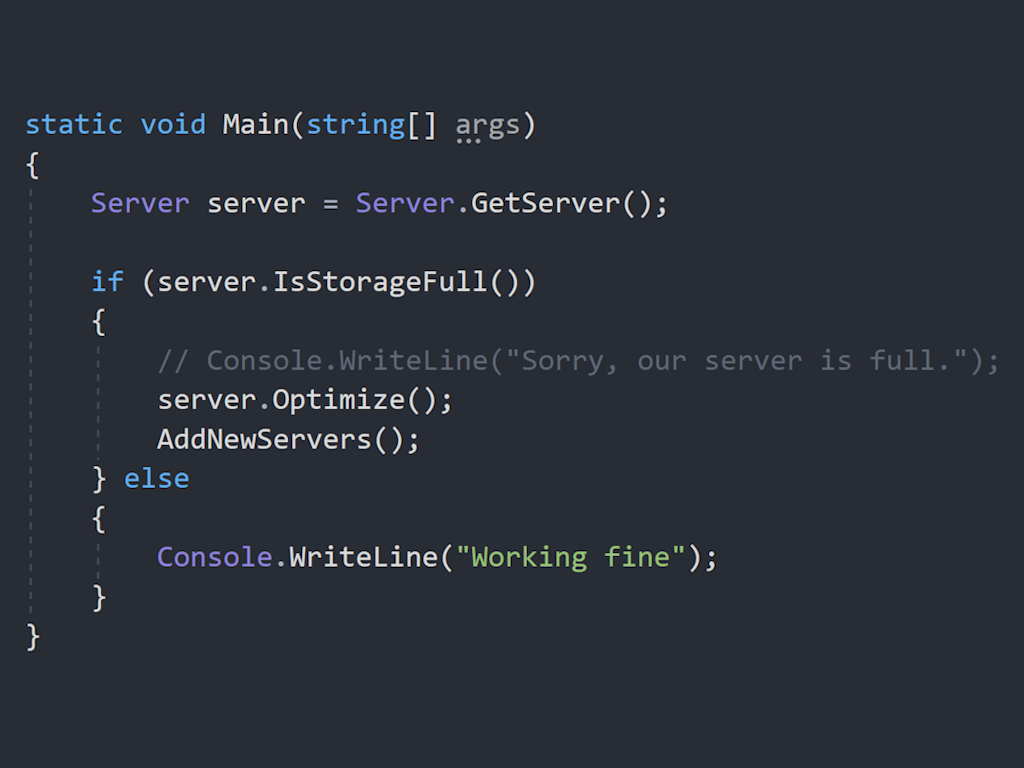 static void Main(string[] args)
{
    Server server = Server.GetServer();

    if (server.IsStorageFull())
    {
        // Console.WriteLine("Sorry, our server is full.");
        server.Optimize();
        AddNewServers();
    } else
    {
        Console.WriteLine("Working fine");
    }
}